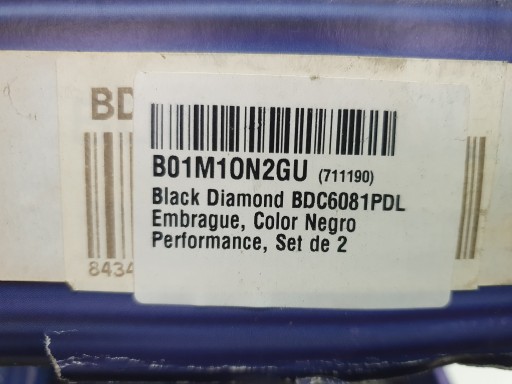 BD
B01M10N2GU (711190)
Black Diamond BDC6081PDL
Embrague, Color Negro
Performance, Set de 2
8434